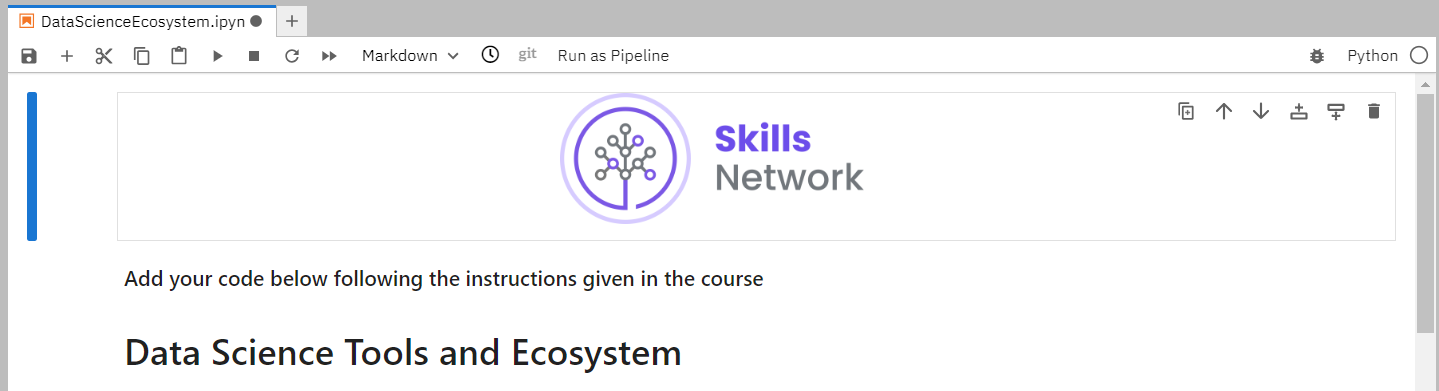 DataScienceEcosystem.ipyn
Markdown git Run as Pipeline Python
Skills
Network
Add your code below following the instructions given in the course
Data Science Tools and Ecosystem